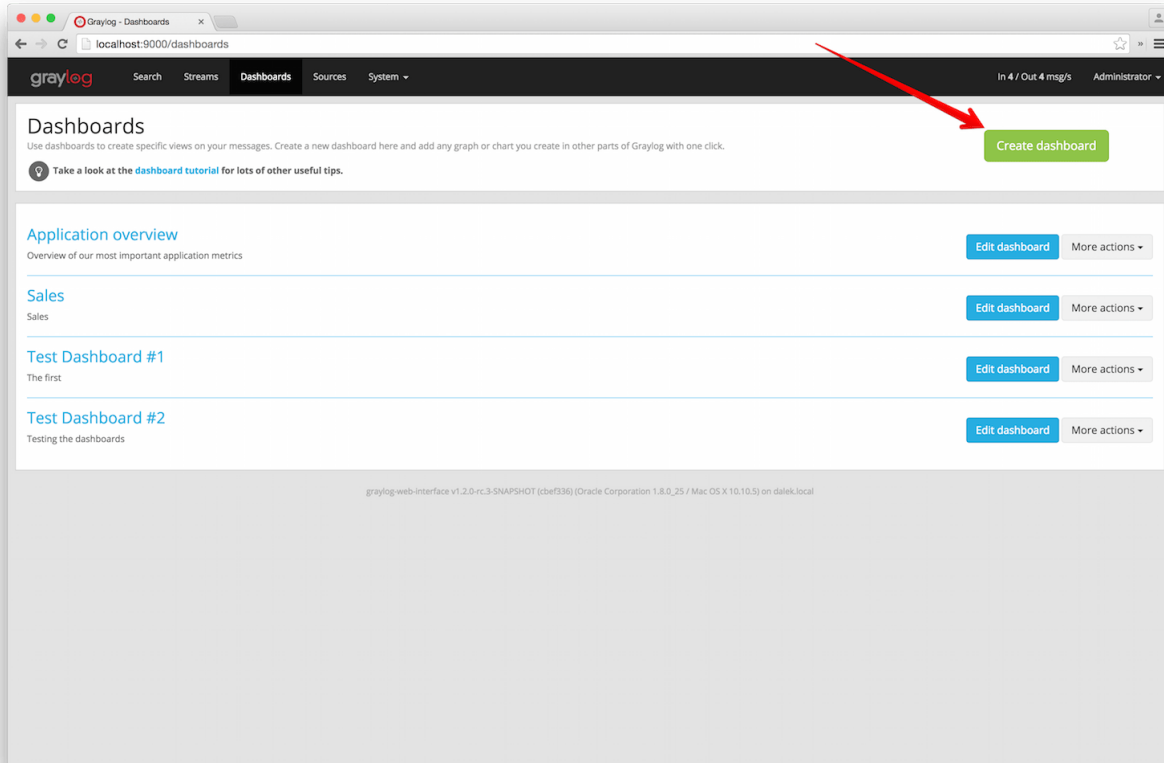 Graylog - Dashboards
localhost:9000/dashboards
graylog Search Streams Dashboards Sources System In 4 / Out 4 msg/s Administrator
Dashboards
Use dashboards to create specific views on your messages. Create a new dashboard here and add any graph or chart you create in other parts of Graylog with one click.
Create dashboard
Take a look at the dashboard tutorial for lots of other useful tips.
Application overview
Overview of our most important application metrics
Edit dashboard More actions
Sales
Sales
Edit dashboard More actions
Test Dashboard #1
The first
Edit dashboard More actions
Test Dashboard #2
Testing the dashboards
Edit dashboard More actions
graylog-web-interface v1.2.0-rc.3-SNAPSHOT (cbef336) (Oracle Corporation 1.8.0_25 / Mac OS X 10.10.5) on dalek.local